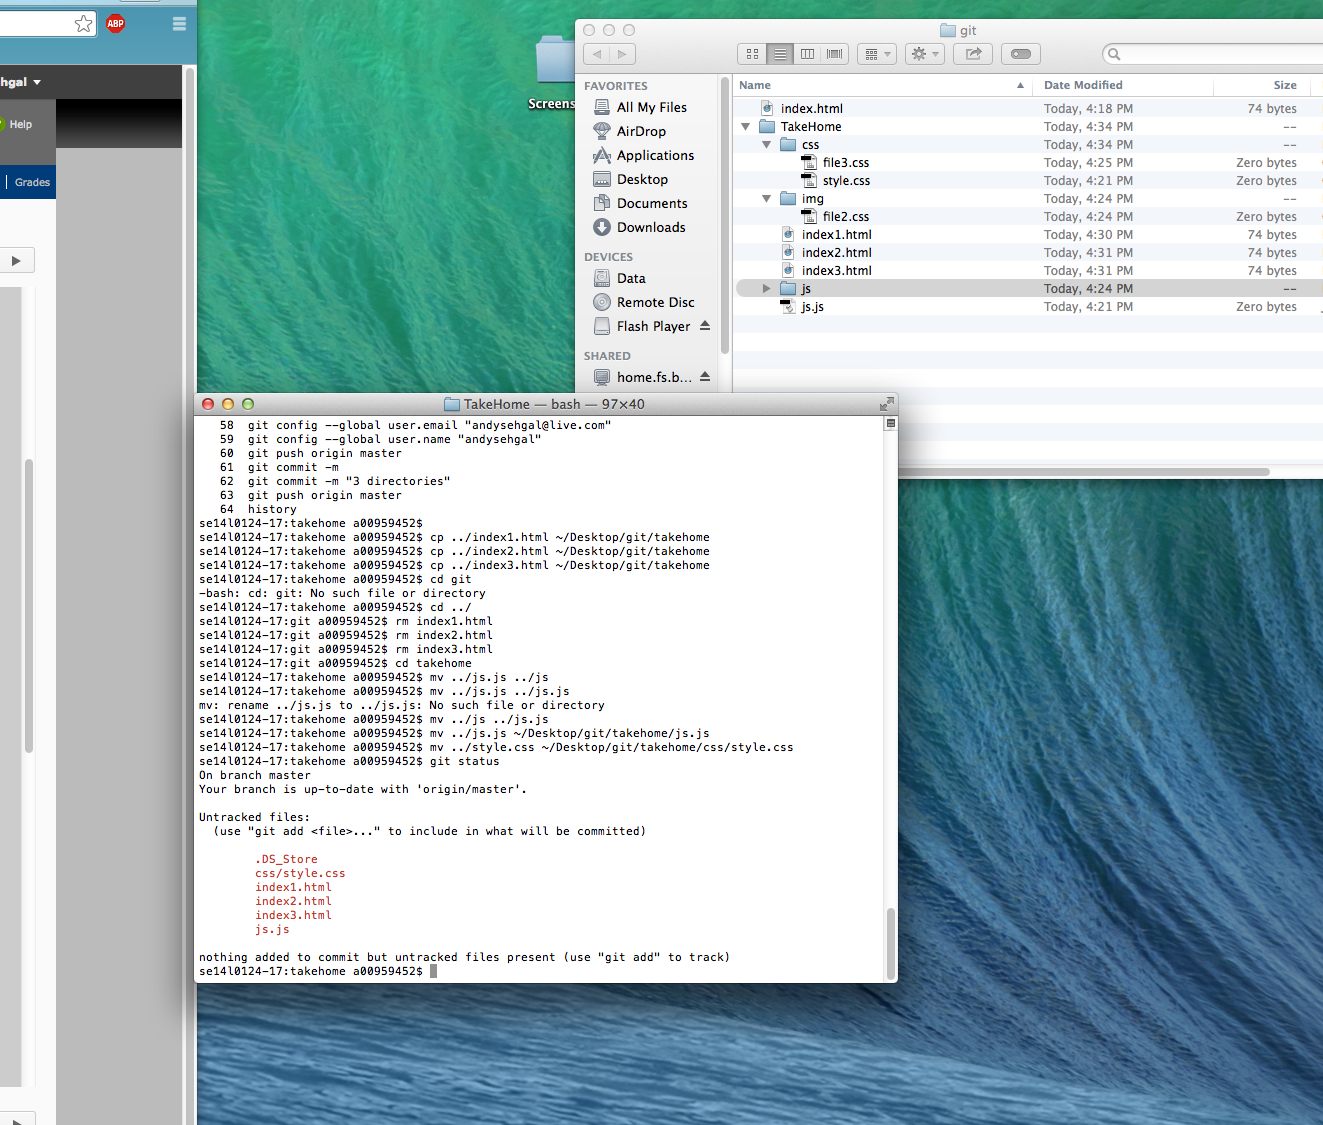 ABP
hgal
Help
Grades
Screens
git
FAVORITES
All My Files
AirDrop
Applications
Desktop
Documents
Downloads
DEVICES
Data
Remote Disc
Flash Player
SHARED
home.fs.b...
Name Date Modified Size
index.html Today, 4:18 PM 74 bytes
TakeHome Today, 4:34 PM --
css Today, 4:34 PM --
file3.css Today, 4:25 PM Zero bytes
style.css Today, 4:21 PM Zero bytes
img Today, 4:24 PM --
file2.css Today, 4:24 PM Zero bytes
index1.html Today, 4:30 PM 74 bytes
index2.html Today, 4:31 PM 74 bytes
index3.html Today, 4:31 PM 74 bytes
js Today, 4:24 PM --
js.js Today, 4:21 PM Zero bytes
TakeHome — bash — 97×40
58 git config --global user.email "andysehgal@live.com"
59 git config --global user.name "andysehgal"
60 git push origin master
61 git commit -m
62 git commit -m "3 directories"
63 git push origin master
64 history
se14l0124-17:takehome a00959452$
se14l0124-17:takehome a00959452$ cp ../index1.html ~/Desktop/git/takehome
se14l0124-17:takehome a00959452$ cp ../index2.html ~/Desktop/git/takehome
se14l0124-17:takehome a00959452$ cp ../index3.html ~/Desktop/git/takehome
se14l0124-17:takehome a00959452$ cd git
-bash: cd: git: No such file or directory
se14l0124-17:takehome a00959452$ cd ../
se14l0124-17:git a00959452$ rm index1.html
se14l0124-17:git a00959452$ rm index2.html
se14l0124-17:git a00959452$ rm index3.html
se14l0124-17:git a00959452$ cd takehome
se14l0124-17:takehome a00959452$ mv ../js.js ../js
se14l0124-17:takehome a00959452$ mv ../js.js ../js.js
mv: rename ../js.js to ../js.js: No such file or directory
se14l0124-17:takehome a00959452$ mv ../js ../js.js
se14l0124-17:takehome a00959452$ mv ../js.js ~/Desktop/git/takehome/js.js
se14l0124-17:takehome a00959452$ mv ../style.css ~/Desktop/git/takehome/css/style.css
se14l0124-17:takehome a00959452$ git status
On branch master
Your branch is up-to-date with 'origin/master'.
Untracked files:
(use "git add <file>..." to include in what will be committed)
.DS_Store
css/style.css
index1.html
index2.html
index3.html
js.js
nothing added to commit but untracked files present (use "git add" to track)
se14l0124-17:takehome a00959452$